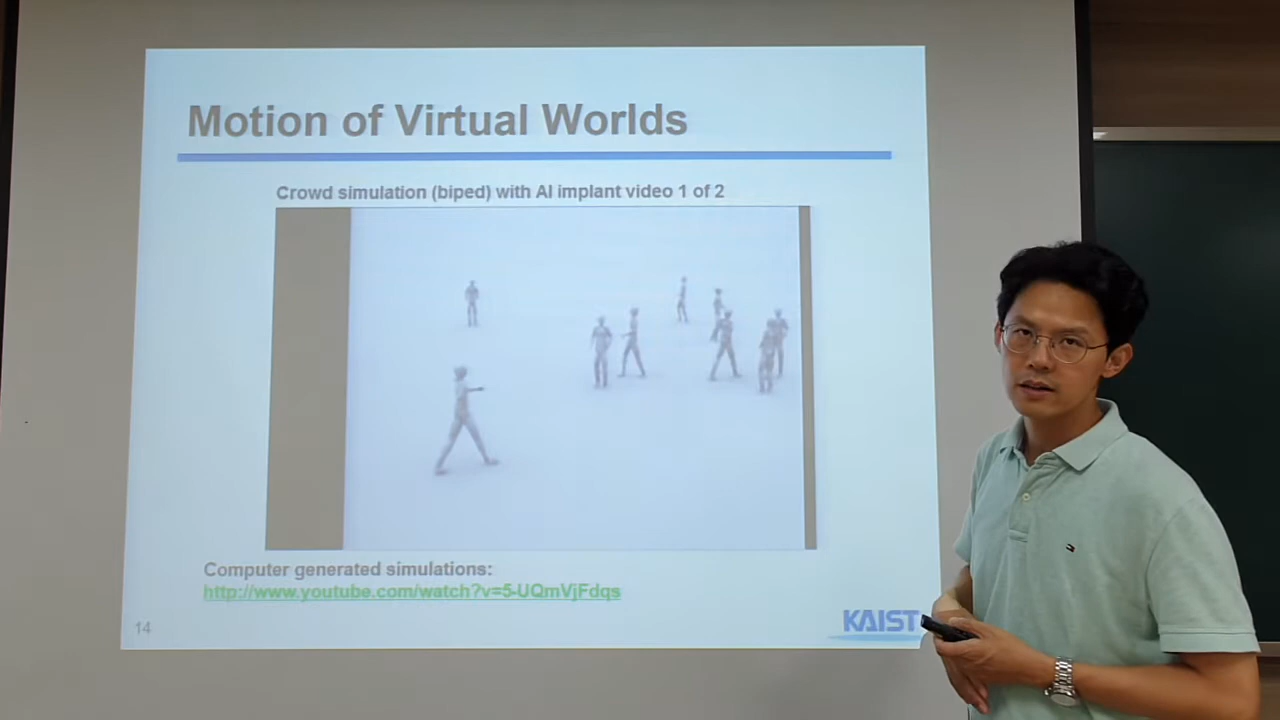 Motion of Virtual Worlds
Crowd simulation (biped) with AI implant video 1 of 2
Computer generated simulations:
http://www.youtube.com/watch?v=5-UQmVjFdqs
14
KAIST